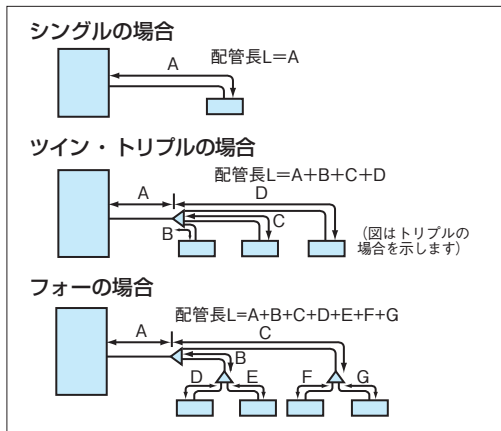 シングルの場合
A
配管長L=A
ツイン・トリプルの場合
配管長L=A+B+C+D
A
D
C
B
(図はトリプルの
場合を示します)
フォーの場合
配管長L=A+B+C+D+E+F+G
A
C
B
D
E
F
G